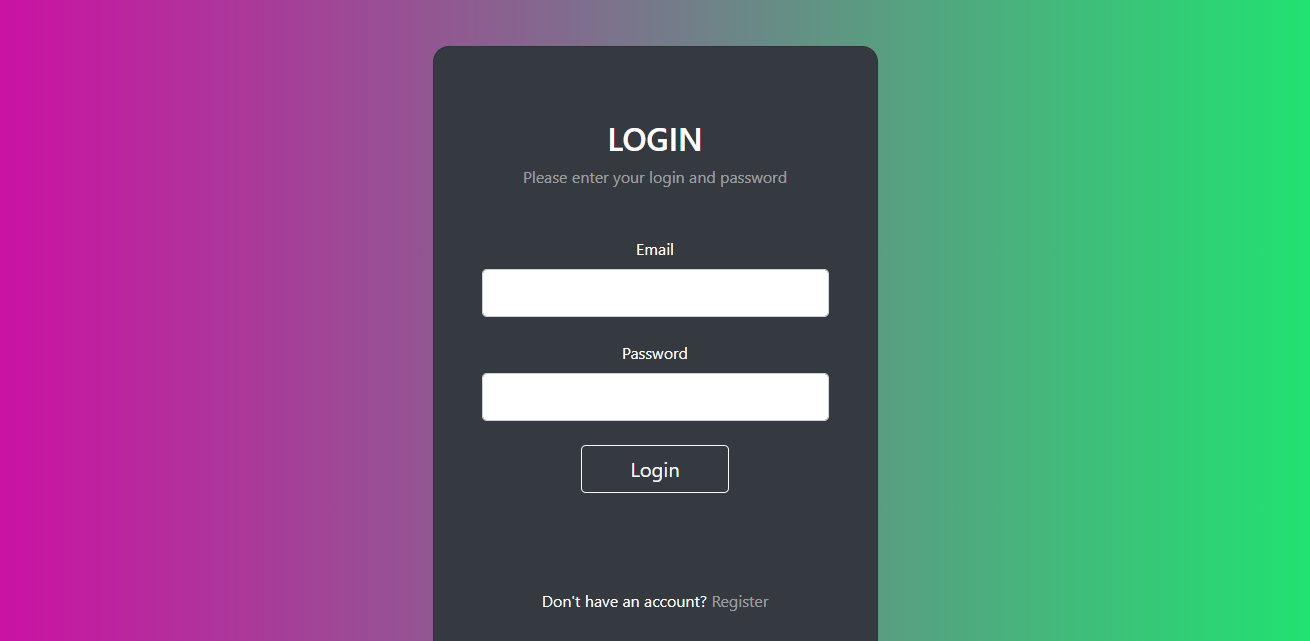 LOGIN
Please enter your login and password
Email
Password
Login
Don't have an account? Register